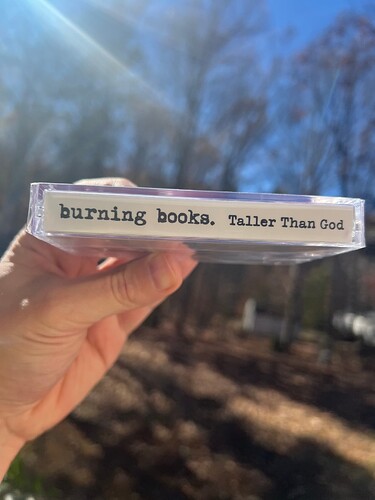 burning books. Taller Than God